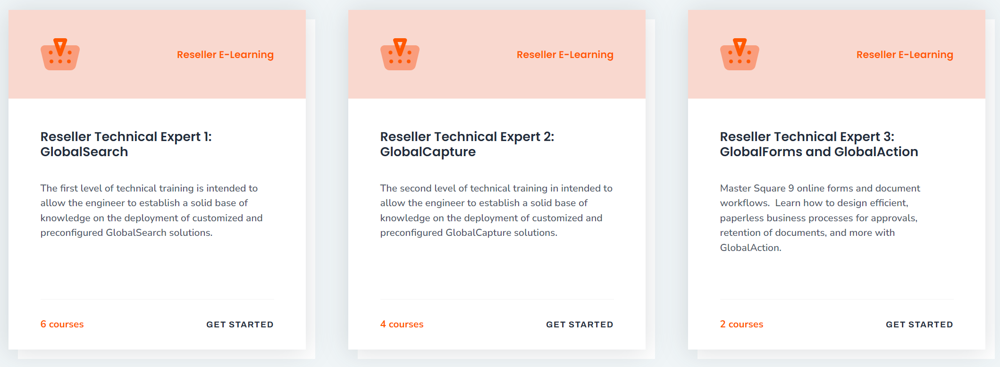 Reseller E-Learning
Reseller Technical Expert 1:
GlobalSearch
The first level of technical training is intended to
allow the engineer to establish a solid base of
knowledge on the deployment of customized and
preconfigured GlobalSearch solutions.
6 courses
GET STARTED
Reseller E-Learning
Reseller Technical Expert 2:
GlobalCapture
The second level of technical training in intended to
allow the engineer to establish a solid base of
knowledge on the deployment of customized and
preconfigured GlobalCapture solutions.
4 courses
GET STARTED
Reseller E-Learning
Reseller Technical Expert 3:
GlobalForms and GlobalAction
Master Square 9 online forms and document
workflows.  Learn how to design efficient,
paperless business processes for approvals,
retention of documents, and more with
GlobalAction.
2 courses
GET STARTED